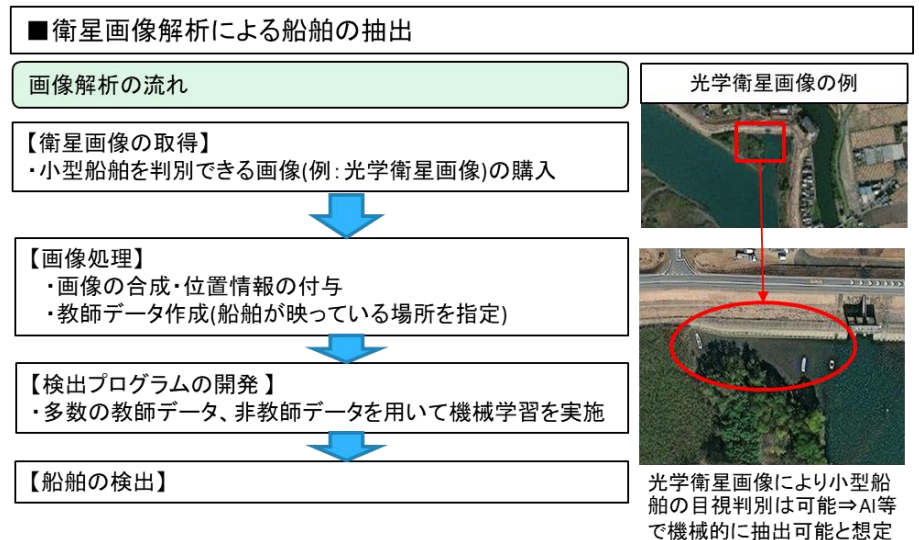 ■衛星画像解析による船舶の抽出
画像解析の流れ
【衛星画像の取得】
・小型船舶を判別できる画像(例：光学衛星画像)の購入
【画像処理】
・画像の合成・位置情報の付与
・教師データ作成(船舶が映っている場所を指定)
【検出プログラムの開発 】
・多数の教師データ、非教師データを用いて機械学習を実施
【船舶の検出】
光学衛星画像の例
光学衛星画像により小型船
舶の目視判別は可能⇒AI等
で機械的に抽出可能と想定